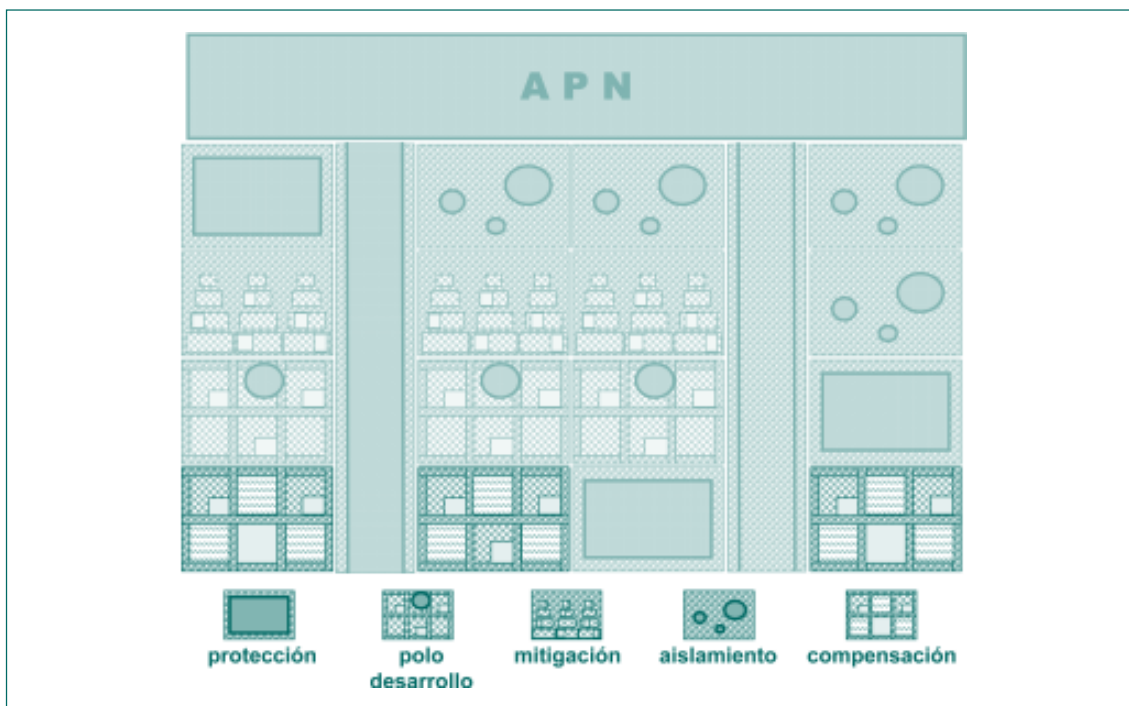 A P N
protección
polo
desarrollo
mitigación
aislamiento
compensación